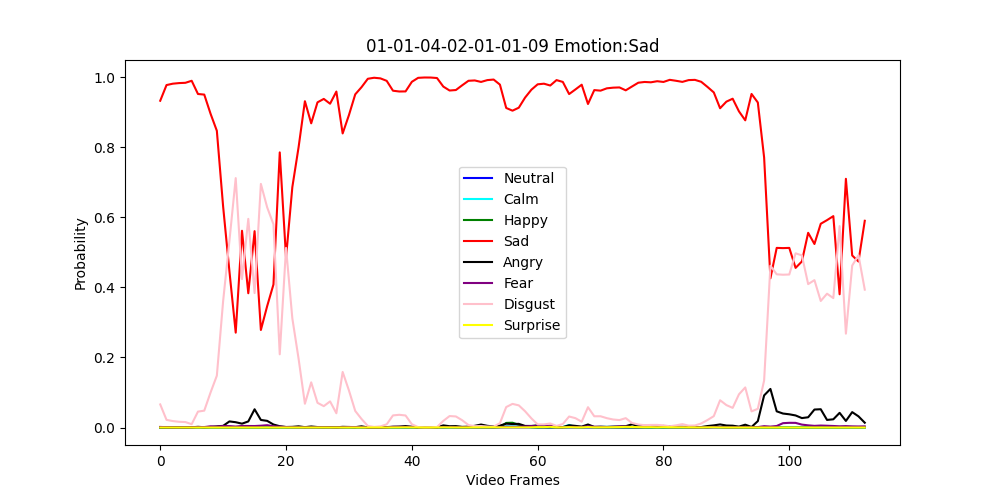 01-01-04-02-01-01-09 Emotion:Sad
1.0
0.8
0.6
0.4
0.2
0.0
Probability
Neutral
Calm
Happy
Sad
Angry
Fear
Disgust
Surprise
0 20 40 60 80 100
Video Frames